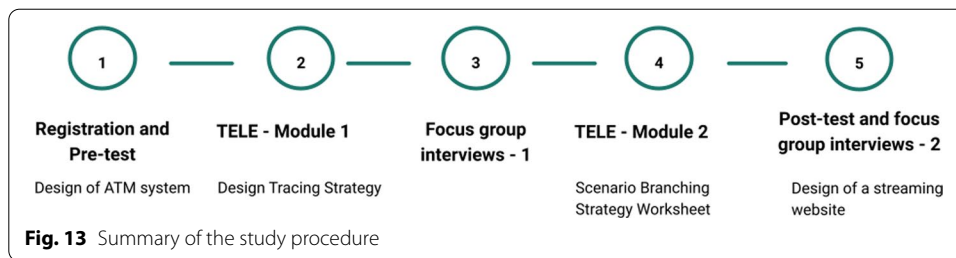 1
2
3
4
5
Registration and
Pre-test
Design of ATM system
TELE - Module 1
Design Tracing Strategy
Focus group
interviews - 1
TELE - Module 2
Scenario Branching
Strategy Worksheet
Post-test and focus
group interviews - 2
Design of a streaming
website
Fig. 13 Summary of the study procedure